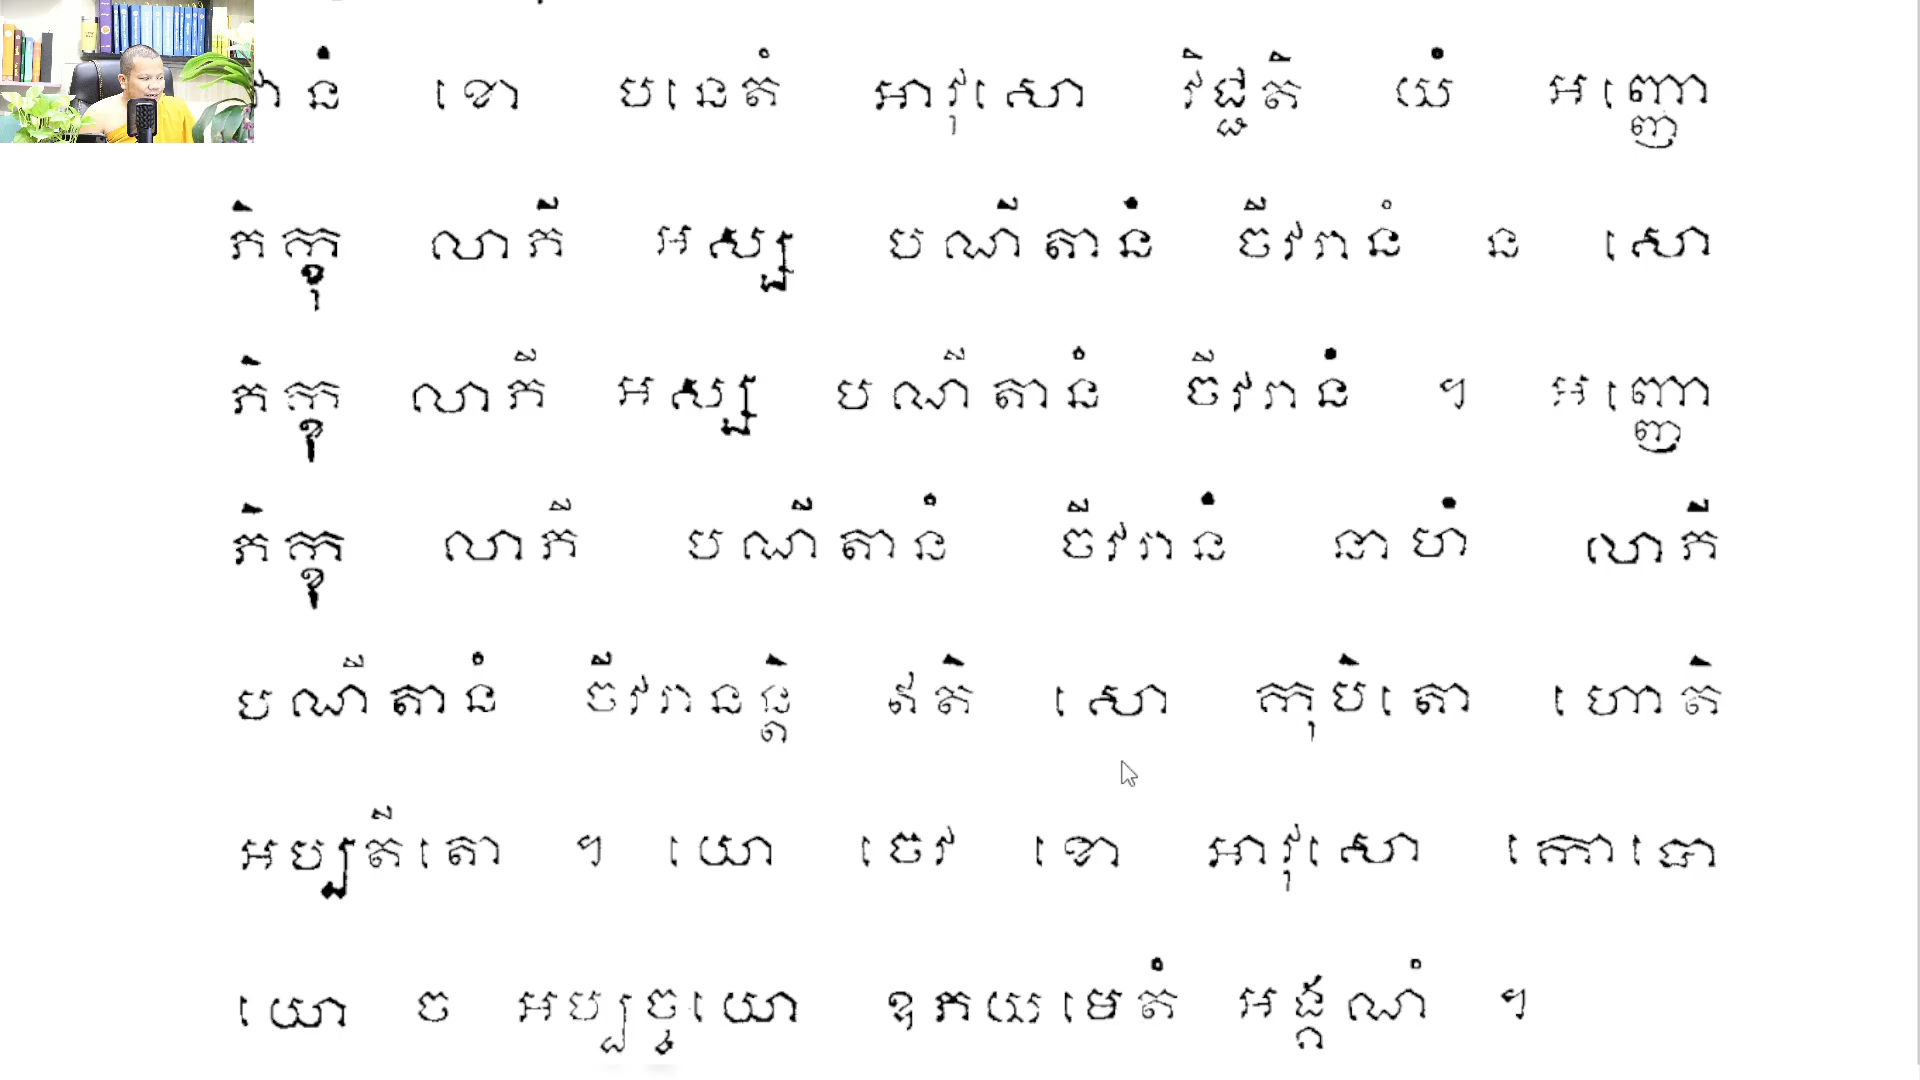 ខោ បនេតំ អាវុសោ វិជ្ជតិ យំ អញ្ញោ
ភិក្ខុ លាភី អស្ស បណីតានំ ចីវរានំ ន សោ
ភិក្ខុ លាភី អស្ស បណីតានំ ចីវរានំ ។ អញ្ញោ
ភិក្ខុ លាភី បណីតានំ ចីវរានំ នាហំ លាភី
បណីតានំ ចីវរានន្តិ ឥតិ សោ កុបិតោ ហោតិ
អប្បតីតោ ។ យោ ចេវ ខោ អាវុសោ កោបោ
យោ ច អប្បច្ចយោ ឧភយមេតំ អង្គណំ ។